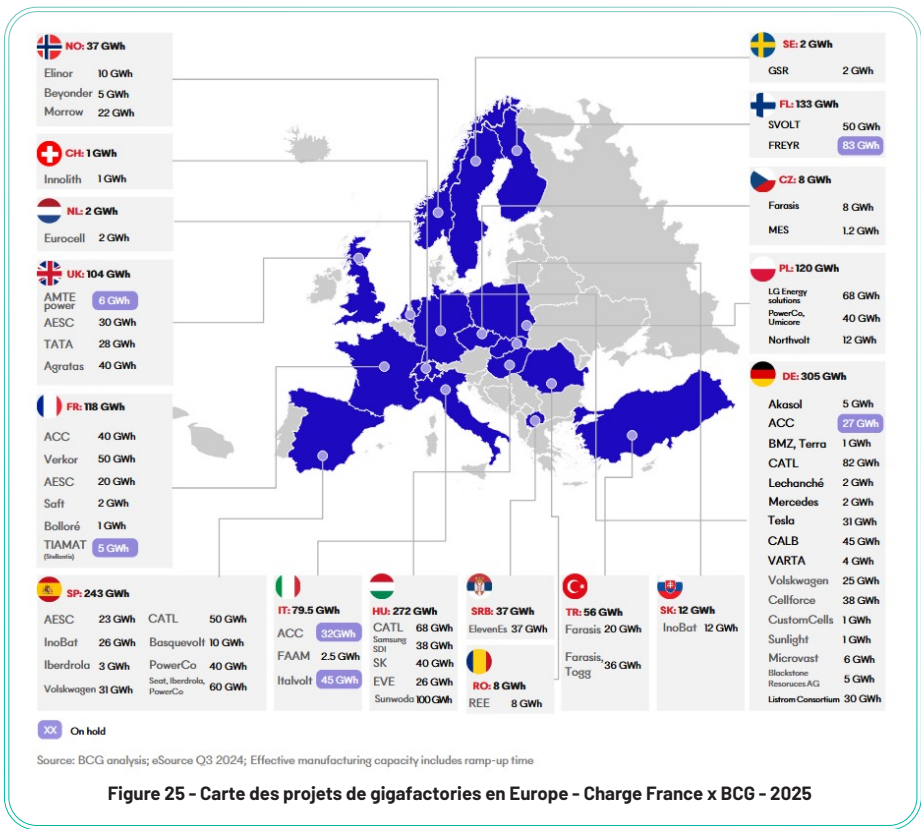 NO: 37 GWh
Elinor 10 GWh
Beyonder 5 GWh
Morrow 22 GWh
CH: 1 GWh
Innolith 1 GWh
NL: 2 GWh
Eurocell 2 GWh
UK: 104 GWh
AMTE
power 6 GWh
AESC 30 GWh
TATA 28 GWh
Agratas 40 GWh
FR: 118 GWh
ACC 40 GWh
Verkor 50 GWh
AESC 20 GWh
Saft 2 GWh
Bolloré 1 GWh
TIAMAT 5 GWh
(Stellantis)
SP: 243 GWh
AESC 23 GWh CATL 50 GWh
InoBat 26 GWh Basquevolt 10 GWh
Iberdrola 3 GWh PowerCo 40 GWh
Volskwagen 31 GWh Seat, Iberdrola, 60 GWh
PowerCo
IT: 79.5 GWh
ACC 32GWh
FAAM 2.5 GWh
Italvolt 45 GWh
HU: 272 GWh
CATL 68 GWh
Samsung
SDI 38 GWh
SK 40 GWh
EVE 26 GWh
Sunwoda 100 GWh
SRB: 37 GWh
ElevenEs 37 GWh
RO: 8 GWh
REE 8 GWh
TR: 56 GWh
Farasis 20 GWh
Farasis, 36 GWh
Togg
SK: 12 GWh
InoBat 12 GWh
SE: 2 GWh
GSR 2 GWh
FL: 133 GWh
SVOLT 50 GWh
FREYR 83 GWh
CZ: 8 GWh
Farasis 8 GWh
MES 1.2 GWh
PL: 120 GWh
LG Energy
solutions 68 GWh
PowerCo,
Umicore 40 GWh
Northvolt 12 GWh
DE: 305 GWh
Akasol 5 GWh
ACC 27 GWh
BMZ, Terra 1 GWh
CATL 82 GWh
Lechanché 2 GWh
Mercedes 2 GWh
Tesla 31 GWh
CALB 45 GWh
VARTA 4 GWh
Volskwagen 25 GWh
Cellforce 38 GWh
CustomCells 1 GWh
Sunlight 1 GWh
Microvast 6 GWh
Blackstone
Resoruces AG 5 GWh
Listrom Consortium 30 GWh
XX On hold
Source: BCG analysis; eSource Q3 2024; Effective manufacturing capacity includes ramp-up time
Figure 25 - Carte des projets de gigafactories en Europe - Charge France x BCG - 2025